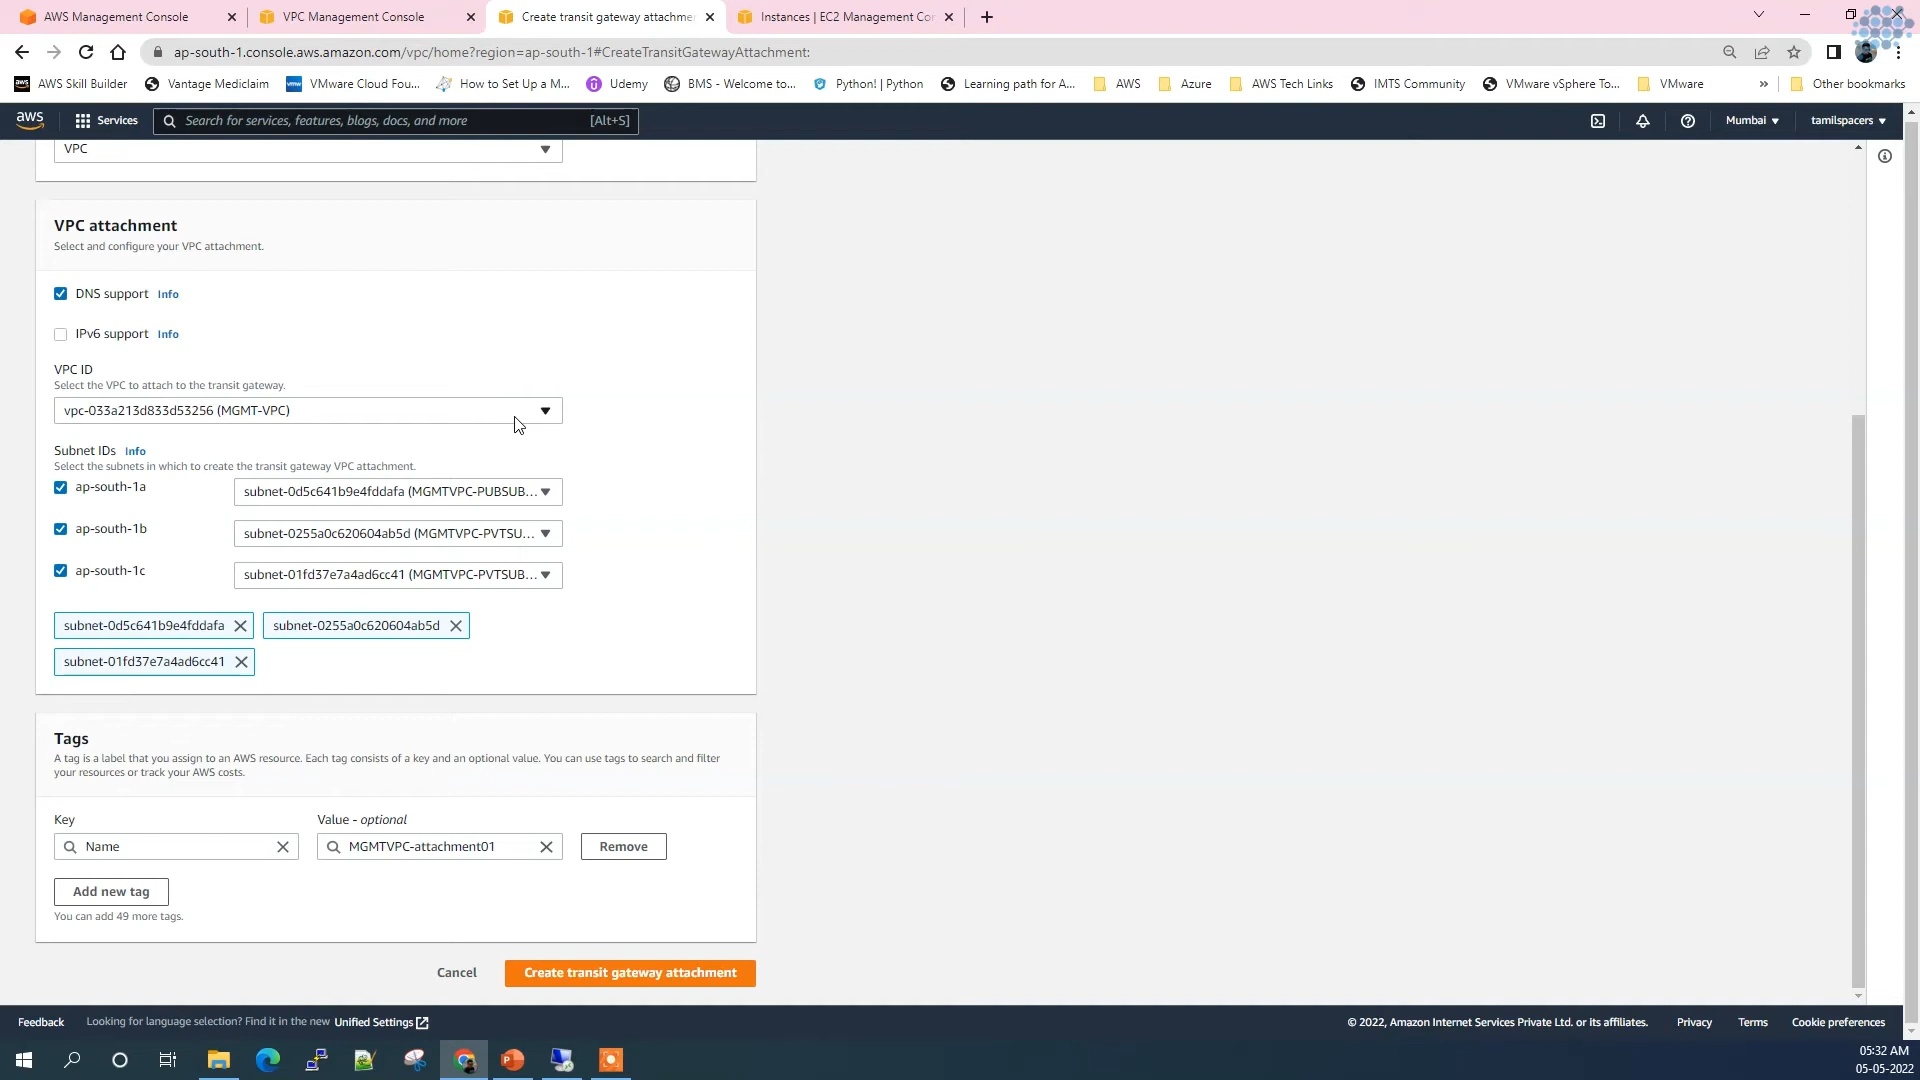 AWS Management Console
VPC Management Console
Create transit gateway attachme
Instances | EC2 Management Co
ap-south-1.console.aws.amazon.com/vpc/home?region=ap-south-1#CreateTransitGatewayAttachment:
AWS Skill Builder
Vantage Mediclaim
VMware Cloud Fou...
How to Set Up a M...
Udemy
BMS - Welcome to...
Python! | Python
Learning path for A...
AWS
Azure
AWS Tech Links
IMTS Community
VMware vSphere To...
VMware
»
Other bookmarks
aws
Services
Search for services, features, blogs, docs, and more
[Alt+S]
Mumbai
tamilspacers
VPC
VPC attachment
Select and configure your VPC attachment.
DNS support Info
IPv6 support Info
VPC ID
Select the VPC to attach to the transit gateway.
vpc-033a213d833d53256 (MGMT-VPC)
Subnet IDs Info
Select the subnets in which to create the transit gateway VPC attachment.
ap-south-1a
subnet-0d5c641b9e4fddafa (MGMTVPC-PUBSUB...
ap-south-1b
subnet-0255a0c620604ab5d (MGMTVPC-PVTSU...
ap-south-1c
subnet-01fd37e7a4ad6cc41 (MGMTVPC-PVTSUB...
subnet-0d5c641b9e4fddafa
subnet-0255a0c620604ab5d
subnet-01fd37e7a4ad6cc41
Tags
A tag is a label that you assign to an AWS resource. Each tag consists of a key and an optional value. You can use tags to search and filter
your resources or track your AWS costs.
Key
Value - optional
Name
MGMTVPC-attachment01
Remove
Add new tag
You can add 49 more tags.
Cancel
Create transit gateway attachment
Feedback
Looking for language selection? Find it in the new Unified Settings
© 2022, Amazon Internet Services Private Ltd. or its affiliates.
Privacy
Terms
Cookie preferences
05:32 AM
05-05-2022